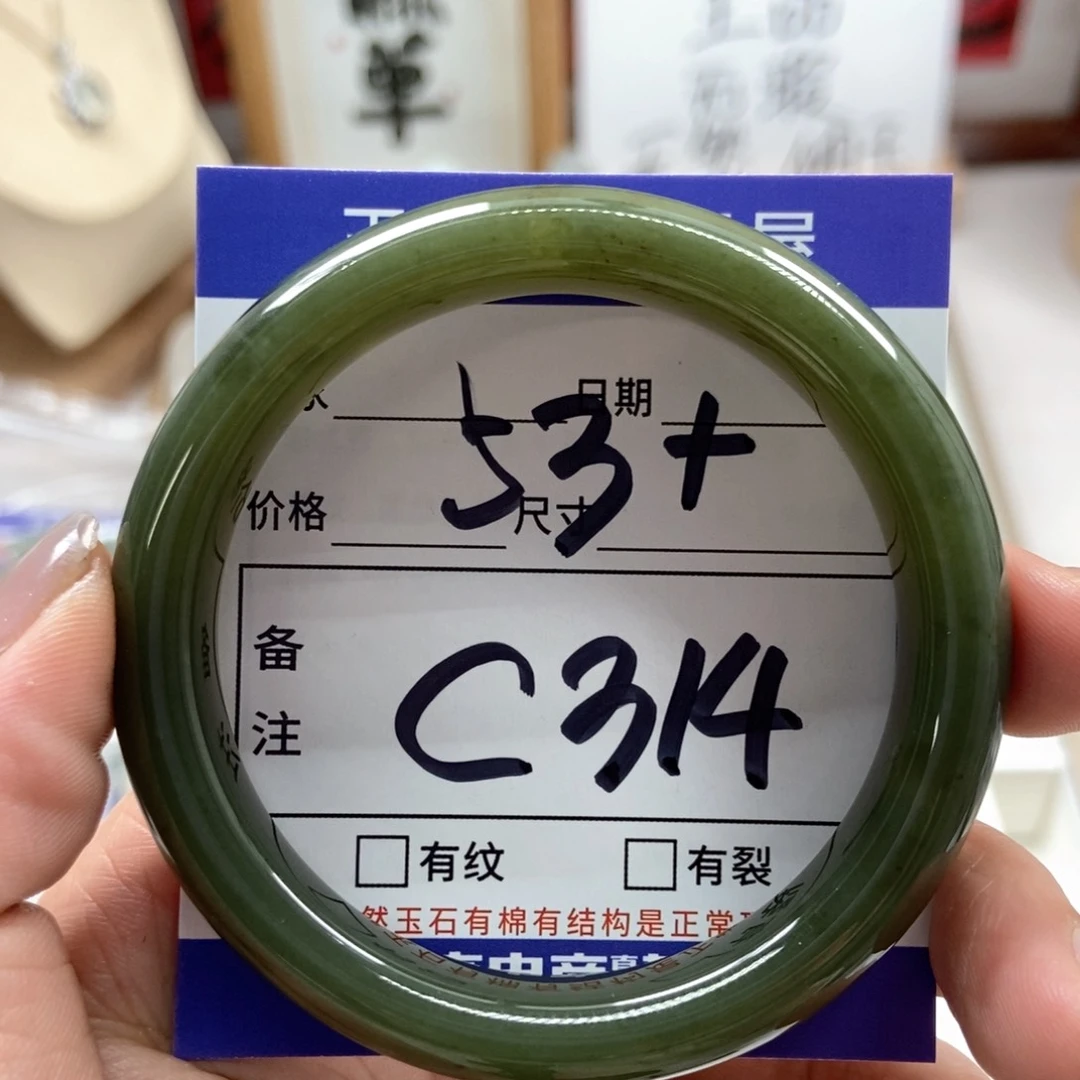 单
日期
53+
价格 尺寸
备注
C314
有纹 有裂
然玉石有棉有结构是正常